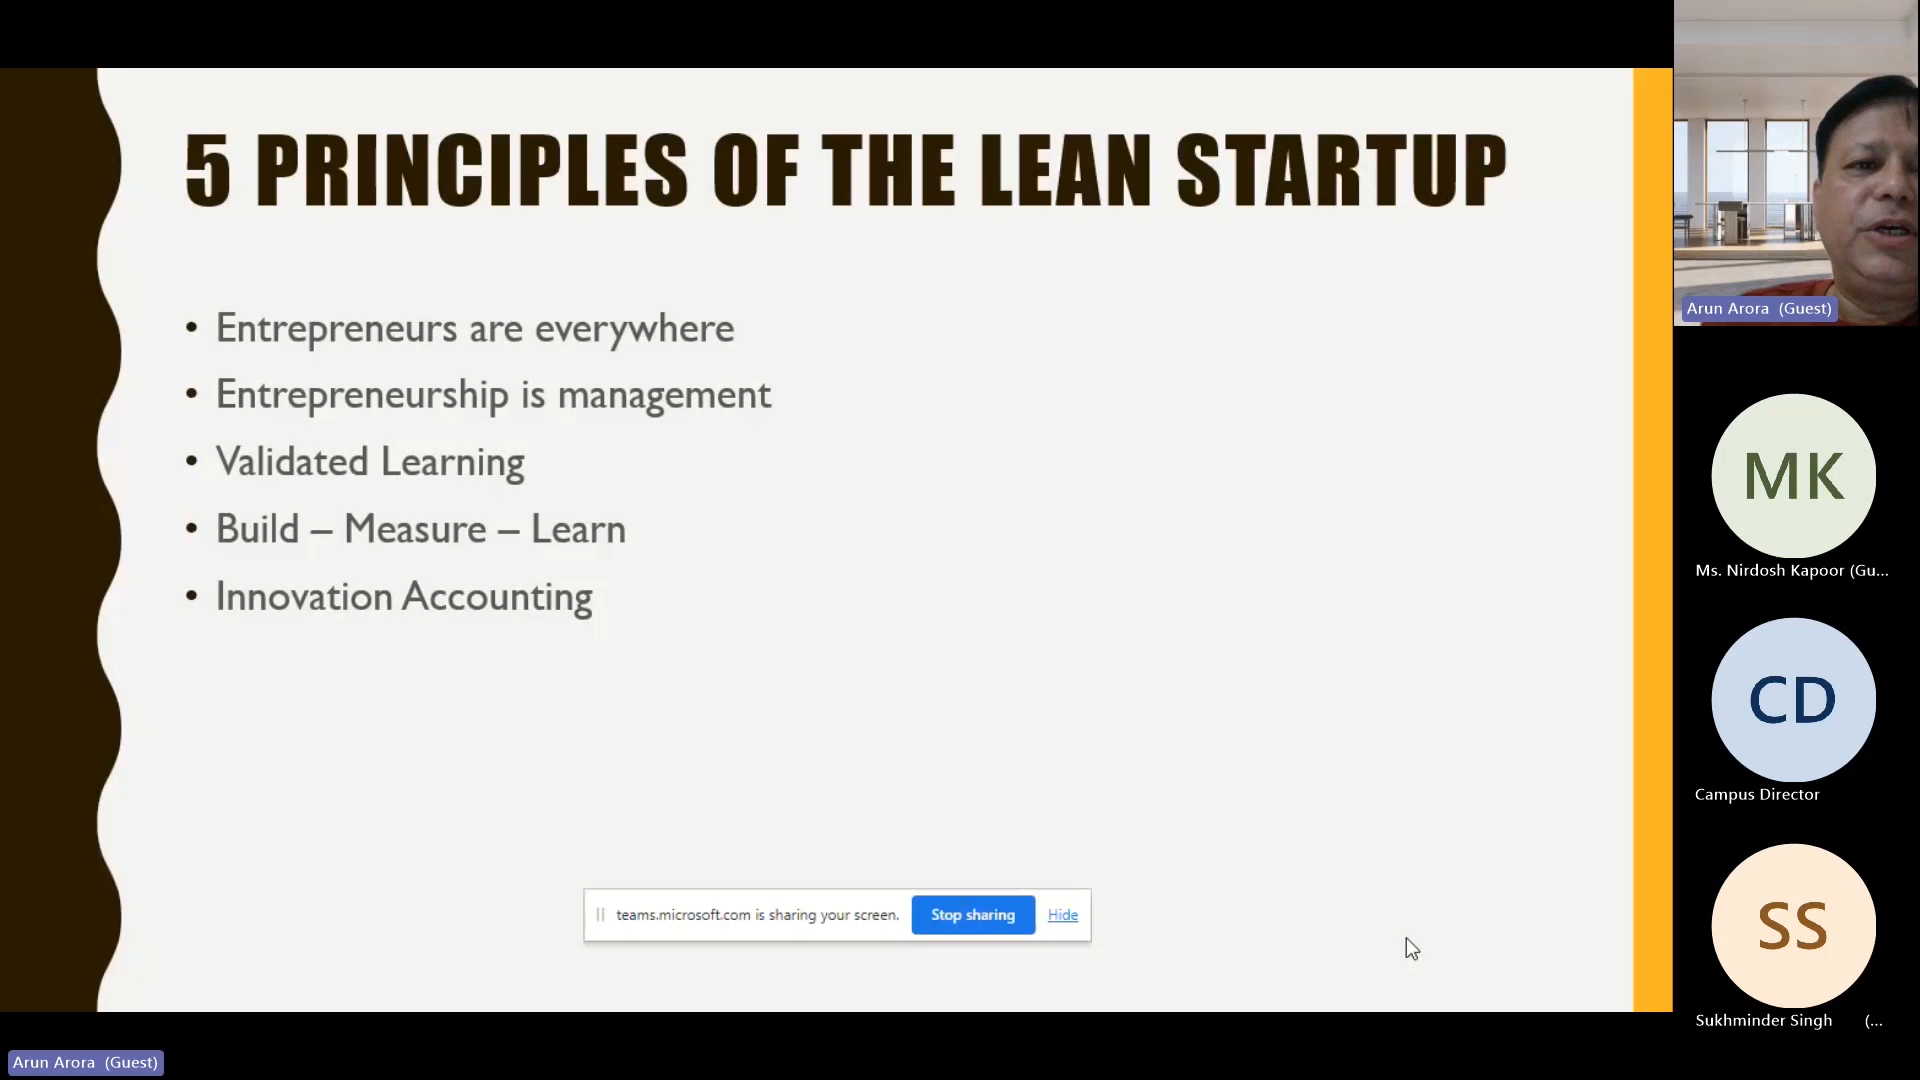 5 PRINCIPLES OF THE LEAN STARTUP
• Entrepreneurs are everywhere
• Entrepreneurship is management
• Validated Learning
• Build – Measure – Learn
• Innovation Accounting
teams.microsoft.com is sharing your screen. Stop sharing Hide
Arun Arora (Guest)
MK
Ms. Nirdosh Kapoor (Gu...
CD
Campus Director
SS
Sukhminder Singh (...
Arun Arora (Guest)